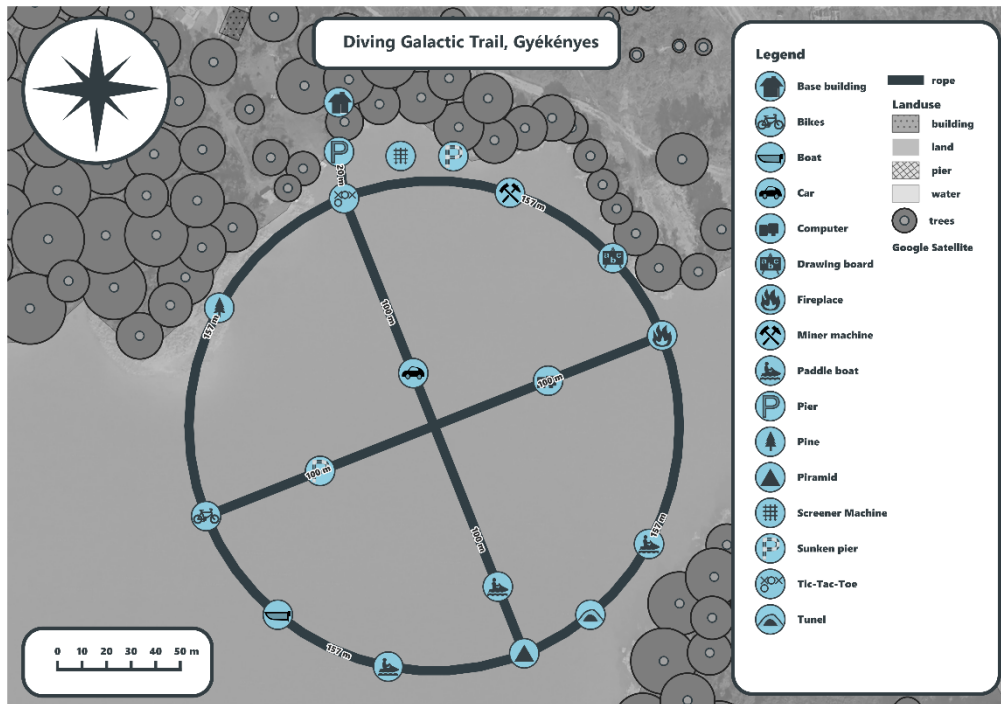 Diving Galactic Trail, Gyékényes
Legend
Base building
Bikes
Boat
Car
Computer
Drawing board
Fireplace
Miner machine
Paddle boat
Pier
Pine
Piramid
Screener Machine
Sunken pier
Tic-Tac-Toe
Tunel
rope
Landuse
building
land
pier
water
trees
Google Satellite
P
20 m
157 m
a b c
100 m
157 m
100 m
100 m
100 m
157 m
157 m
0 10 20 30 40 50 m